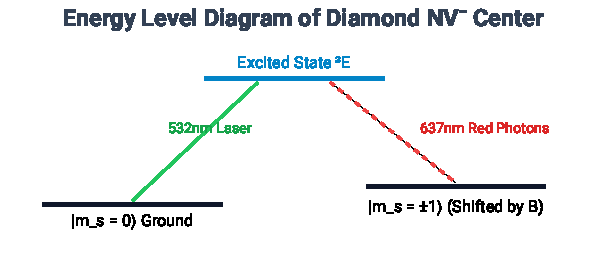 Energy Level Diagram of Diamond NV⁻ Center
Excited State ³E
532nm Laser
637nm Red Photons
|m_s = 0⟩ Ground
|m_s = ±1⟩ (Shifted by B)